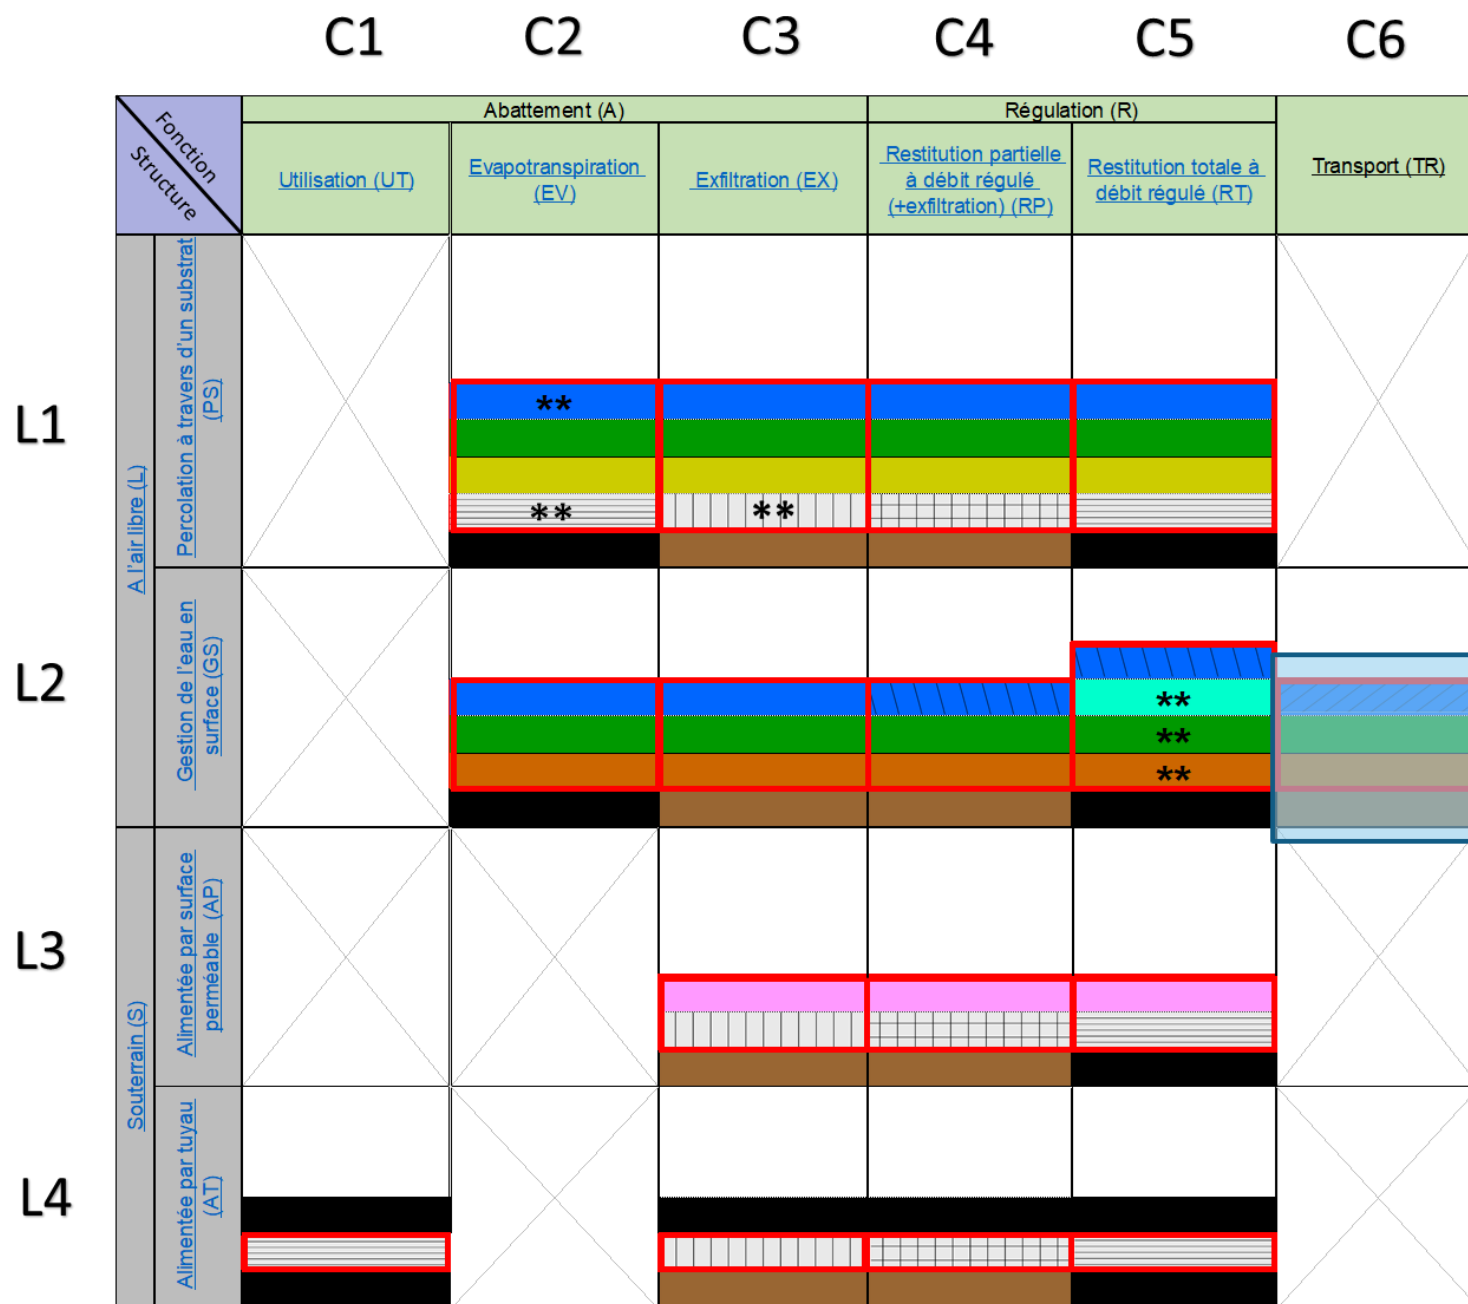 C1 C2 C3 C4 C5 C6
Fonction
Structure
Abattement (A)
Régulation (R)
Utilisation (UT)
Evapotranspiration
(EV)
Exfiltration (EX)
Restitution partielle
à débit régulé
(+exfiltration) (RP)
Restitution totale à
débit régulé (RT)
Transport (TR)
L1
A l'air libre (L)
Percolation à travers d'un substrat
(PS)
**
**
**
L2
Gestion de l'eau en
surface (GS)
**
**
**
L3
Souterrain (S)
Alimentée par surface
perméable (AP)
L4
Alimentée par tuyau
(AT)